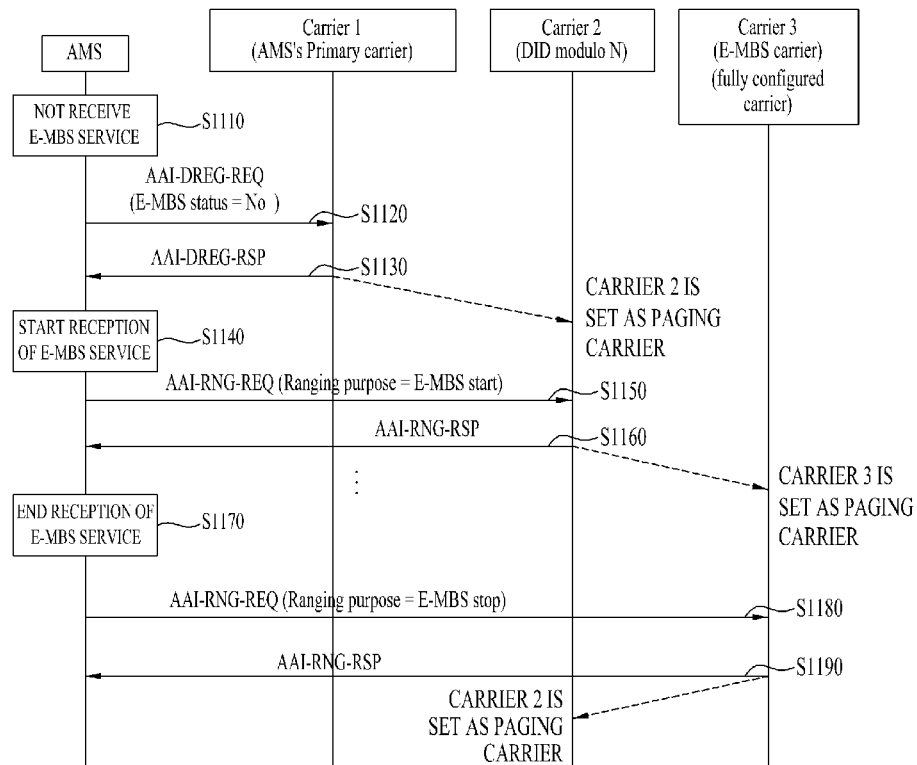 AMS
Carrier 1
(AMS's Primary carrier)
Carrier 2
(DID modulo N)
Carrier 3
(E-MBS carrier)
(fully configured
carrier)
NOT RECEIVE
E-MBS SERVICE
S1110
AAI-DREG-REQ
(E-MBS status = No )
S1120
AAI-DREG-RSP
S1130
CARRIER 2 IS
SET AS PAGING
CARRIER
START RECEPTION
OF E-MBS SERVICE
S1140
AAI-RNG-REQ (Ranging purpose = E-MBS start)
S1150
AAI-RNG-RSP
S1160
CARRIER 3 IS
SET AS PAGING
CARRIER
END RECEPTION OF
E-MBS SERVICE
S1170
AAI-RNG-REQ (Ranging purpose = E-MBS stop)
S1180
AAI-RNG-RSP
S1190
CARRIER 2 IS
SET AS PAGING
CARRIER